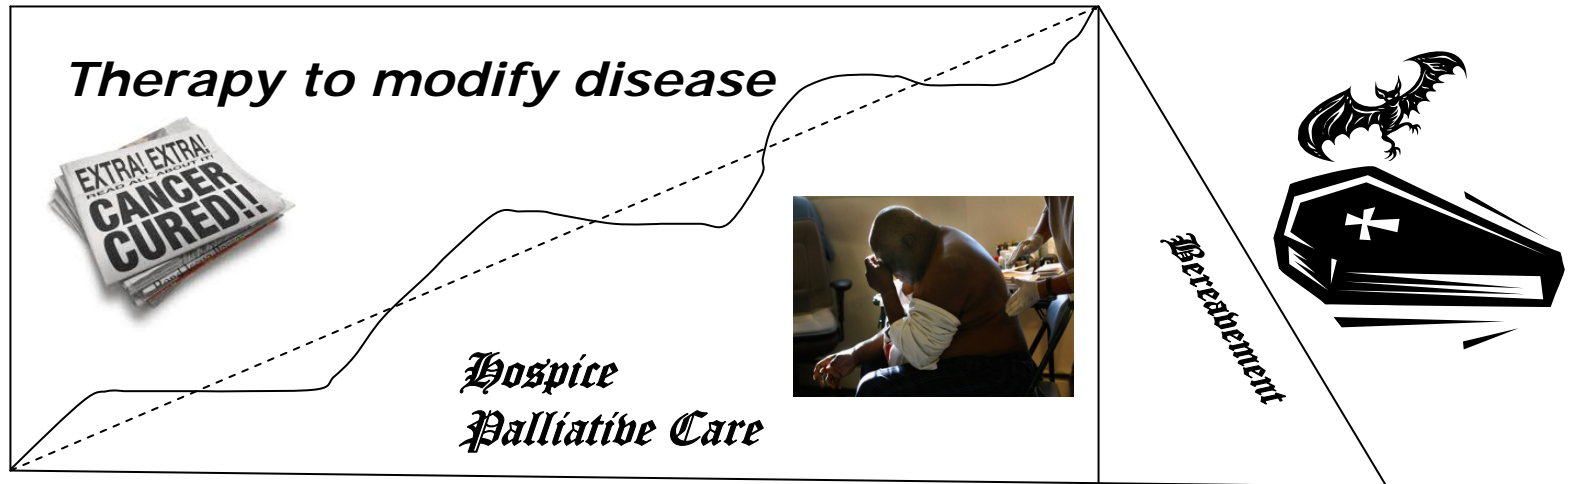 Therapy to modify disease
EXTRA! EXTRA!
READ ALL ABOUT IT!
CANCER
CURED!!
Hospice
Palliative Care
Bereavement